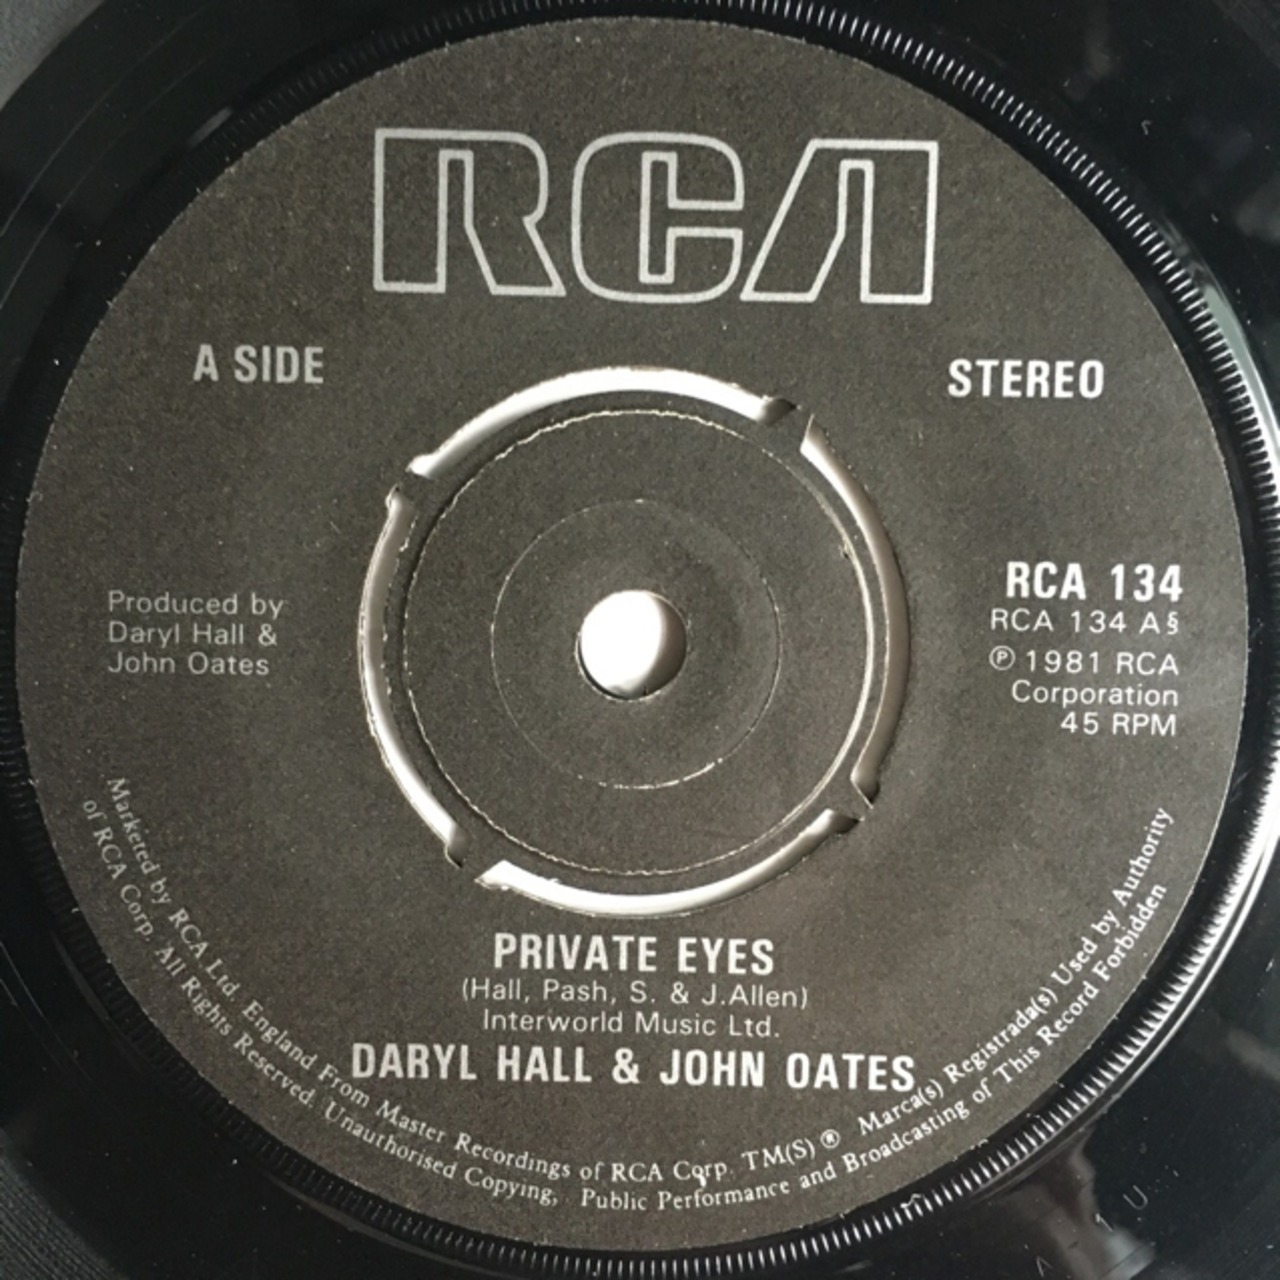 RCA
A SIDE
STEREO
Produced by
Daryl Hall &
John Oates
RCA 134
RCA 134 A§
℗ 1981 RCA
Corporation
45 RPM
PRIVATE EYES
(Hall, Pash, S. & J.Allen)
Interworld Music Ltd.
DARYL HALL & JOHN OATES
Marketed by RCA Ltd. England From Master Recordings of RCA Corp. TM(S) ® Marca(s) Registrada(s) Used by Authority
of RCA Corp. All Rights Reserved. Unauthorised Copying, Public Performance and Broadcasting of This Record Forbidden